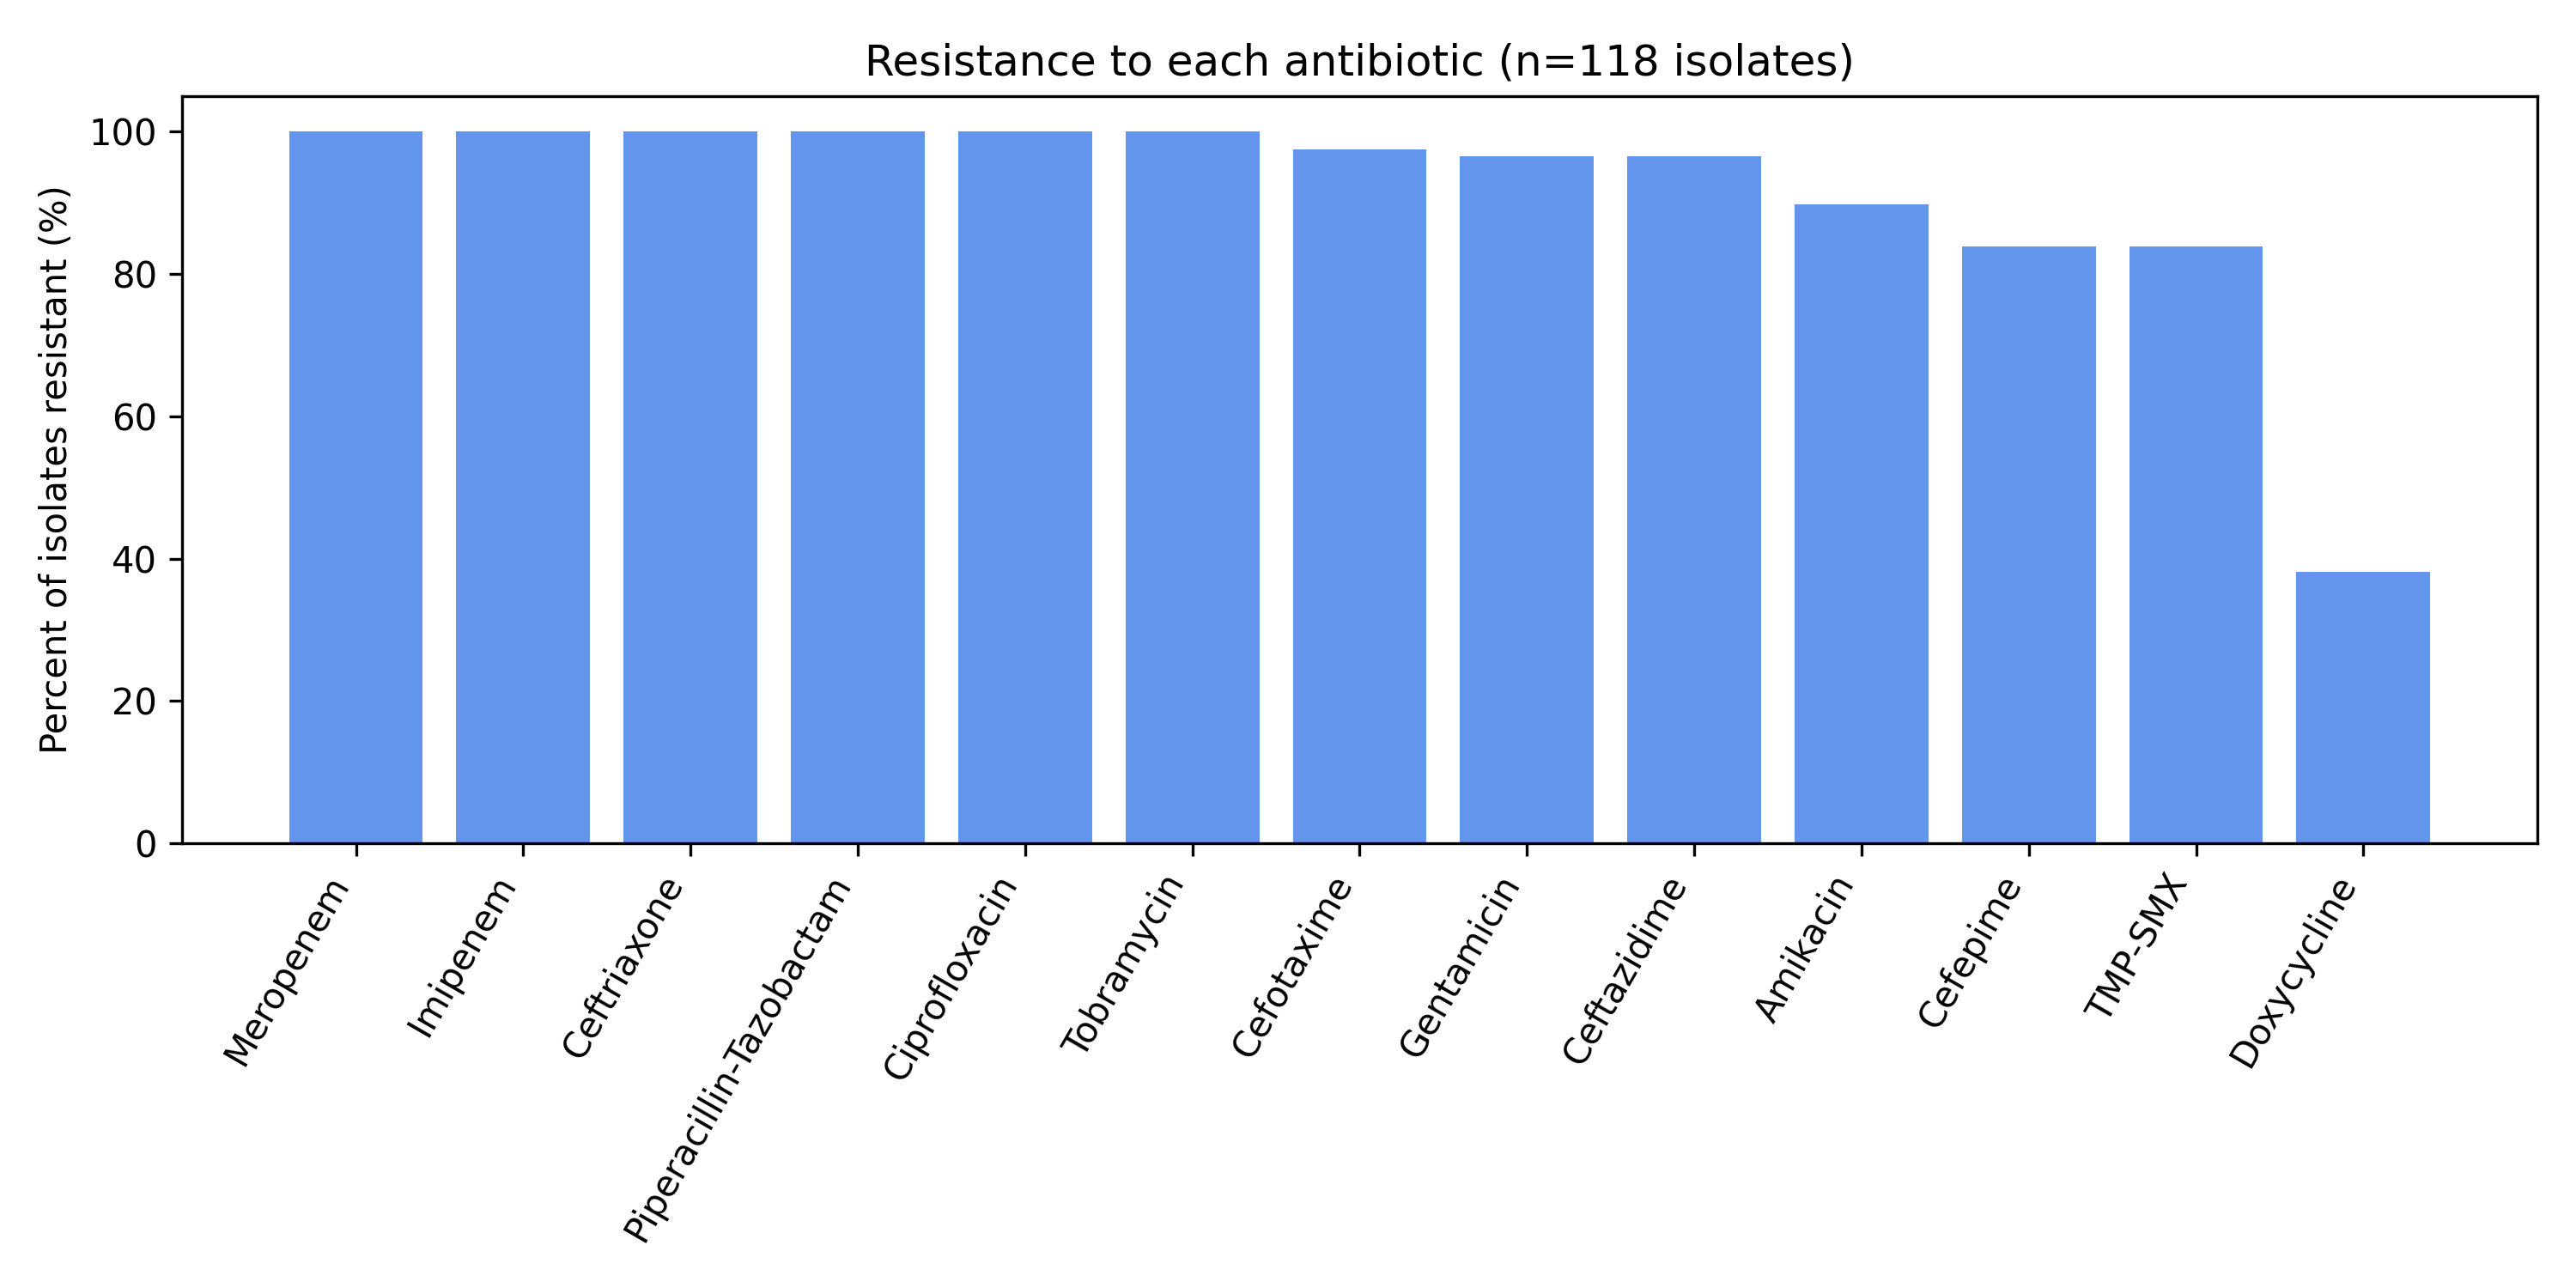 Resistance to each antibiotic (n=118 isolates)
Percent of isolates resistant (%)
100
80
60
40
20
0
Meropenem
Imipenem
Ceftriaxone
Piperacillin-Tazobactam
Ciprofloxacin
Tobramycin
Cefotaxime
Gentamicin
Ceftazidime
Amikacin
Cefepime
TMP-SMX
Doxycycline